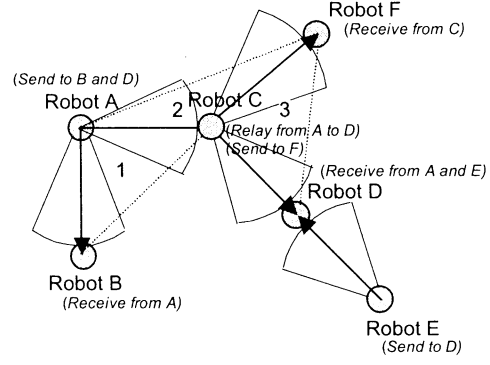 Robot F
(Receive from C)
(Send to B and D)
Robot A
2
Robot C
3
(Relay from A to D)
(Send to F)
1
(Receive from A and E)
Robot D
Robot B
(Receive from A)
Robot E
(Send to D)